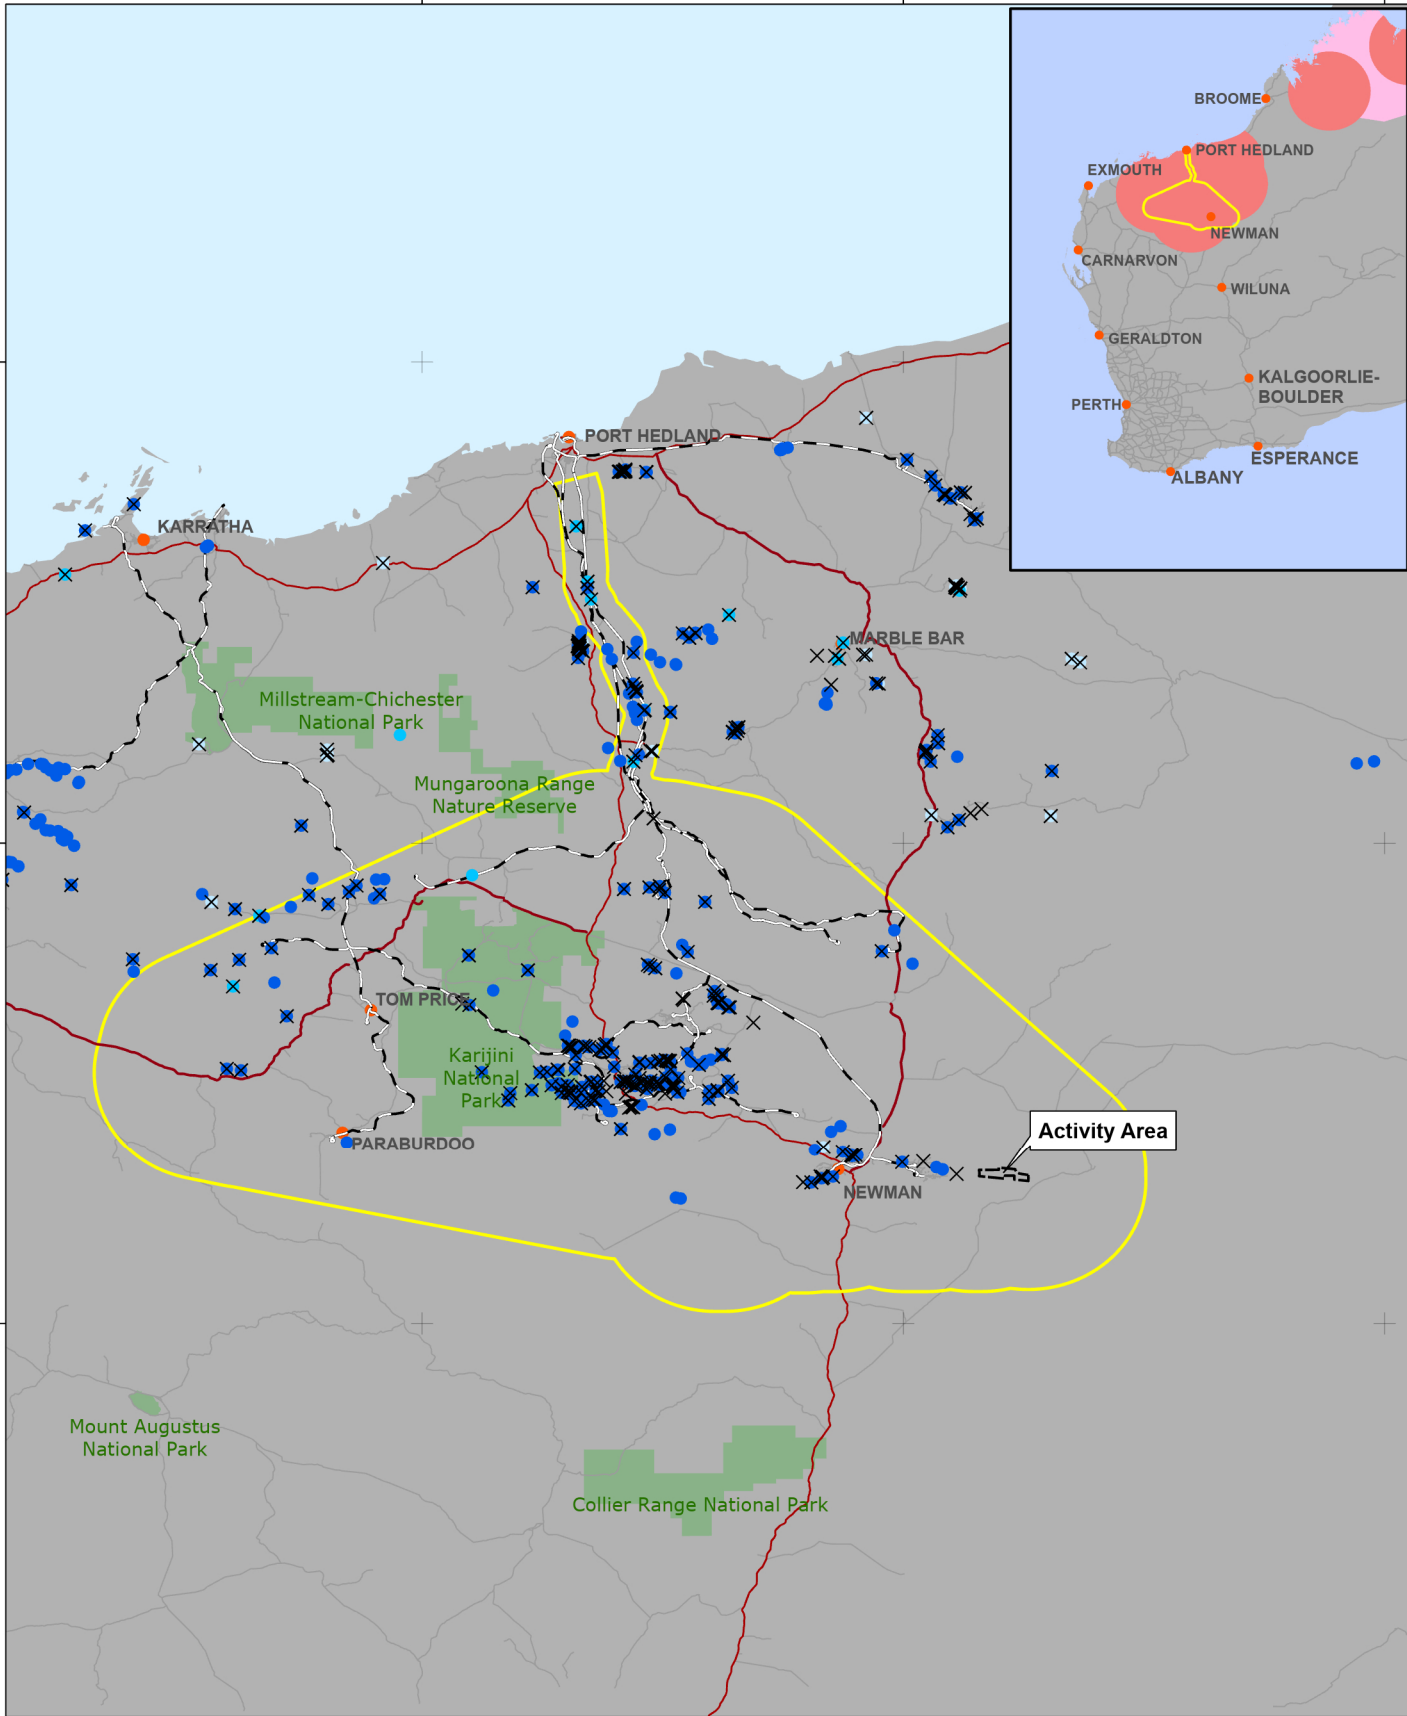 BROOME
PORT HEDLAND
EXMOUTH
NEWMAN
CARNARVON
WILUNA
GERALDTON
KALGOORLIE-
BOULDER
PERTH
ESPERANCE
ALBANY
PORT HEDLAND
KARRATHA
MARBLE BAR
Millstream-Chichester
National Park
Mungaroona Range
Nature Reserve
TOM PRICE
Karijini
National
Park
Activity Area
PARABURDOO
NEWMAN
Mount Augustus
National Park
Collier Range National Park